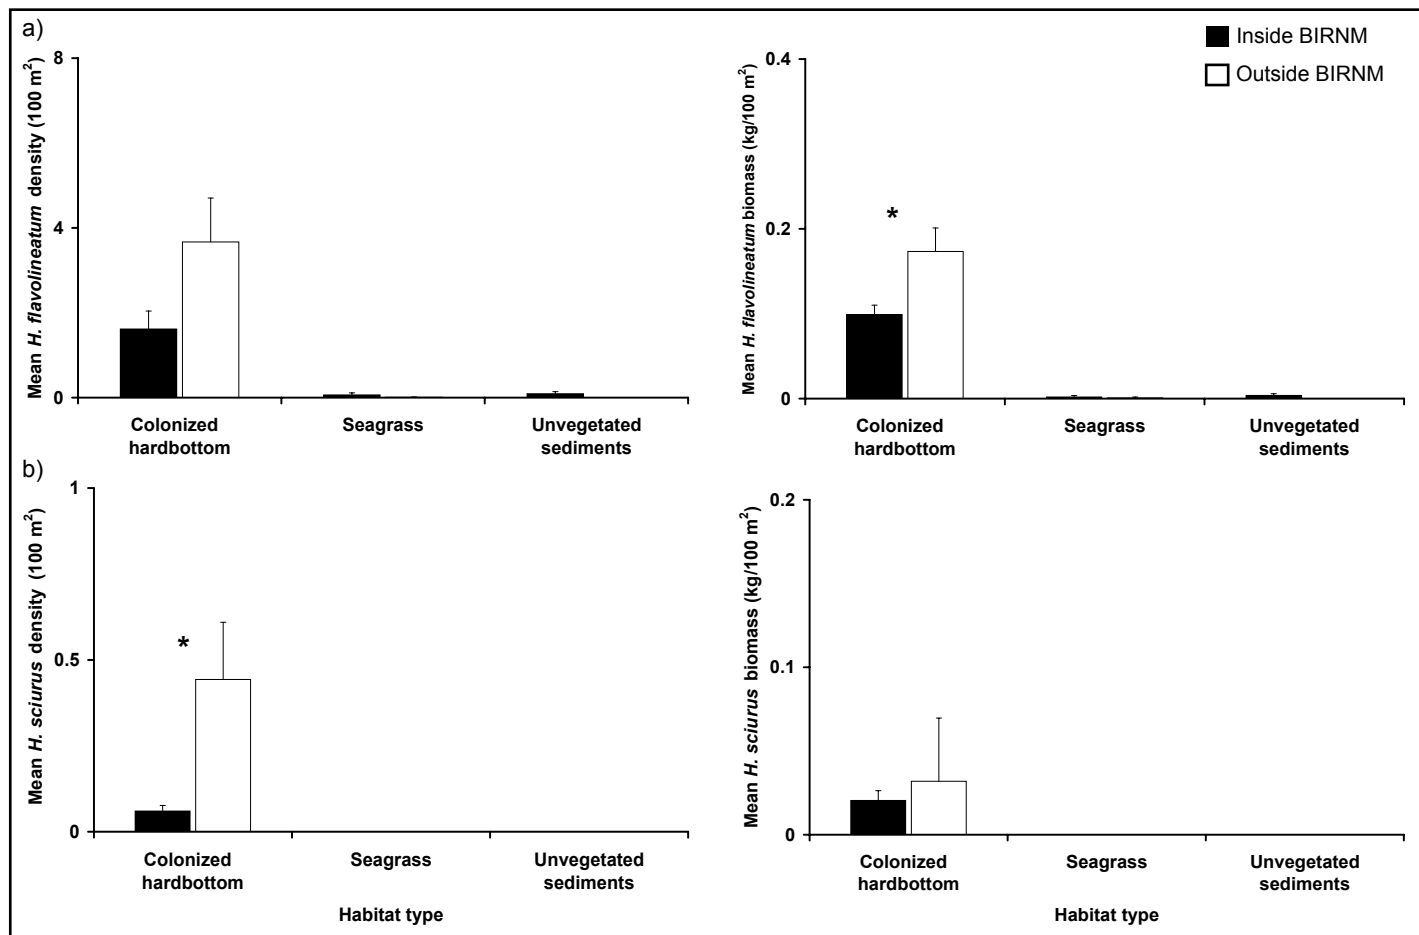 a)
Inside BIRNM
Outside BIRNM
Mean H. flavolineatum density (100 m²)
8
4
0
Colonized
hardbottom
Seagrass
Unvegetated
sediments
Mean H. flavolineatum biomass (kg/100 m²)
0.4
0.2
0
*
Colonized
hardbottom
Seagrass
Unvegetated
sediments
b)
Mean H. sciurus density (100 m²)
1
0.5
0
*
Colonized
hardbottom
Seagrass
Unvegetated
sediments
Habitat type
Mean H. sciurus biomass (kg/100 m²)
0.2
0.1
0
Colonized
hardbottom
Seagrass
Unvegetated
sediments
Habitat type